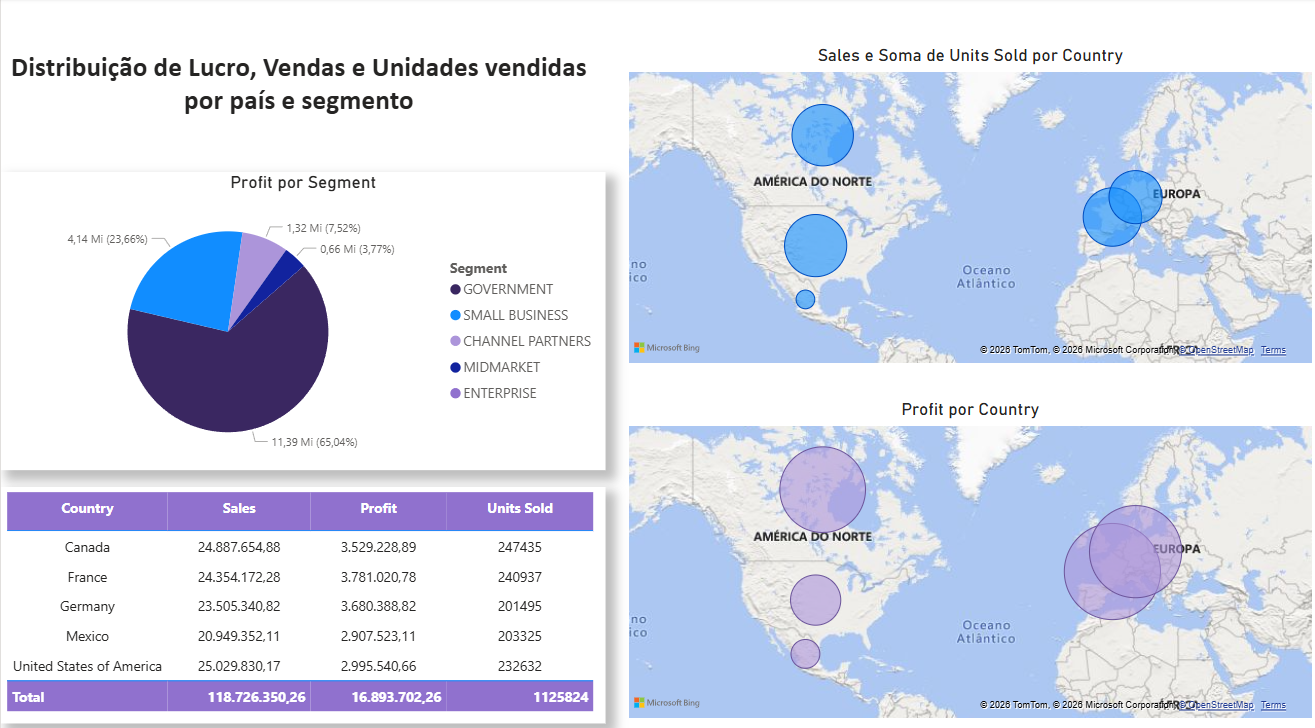 Distribuição de Lucro, Vendas e Unidades vendidas
por país e segmento
Profit por Segment
1,32 Mi (7,52%)
4,14 Mi (23,66%)
0,66 Mi (3,77%)
11,39 Mi (65,04%)
Segment
GOVERNMENT
SMALL BUSINESS
CHANNEL PARTNERS
MIDMARKET
ENTERPRISE
Country Sales Profit Units Sold
Canada 24.887.654,88 3.529.228,89 247435
France 24.354.172,28 3.781.020,78 240937
Germany 23.505.340,82 3.680.388,82 201495
Mexico 20.949.352,11 2.907.523,11 203325
United States of America 25.029.830,17 2.995.540,66 232632
Total 118.726.350,26 16.893.702,26 1125824
Sales e Soma de Units Sold por Country
AMÉRICA DO NORTE
EUROPA
no
ico
Oceano
Atlântico
Microsoft Bing
© 2026 TomTom, © 2026 Microsoft Corporation, © OpenStreetMap Terms
Profit por Country
AMÉRICA DO NORTE
EUROPA
no
ico
Oceano
Atlântico
Microsoft Bing
© 2026 TomTom, © 2026 Microsoft Corporation, © OpenStreetMap Terms